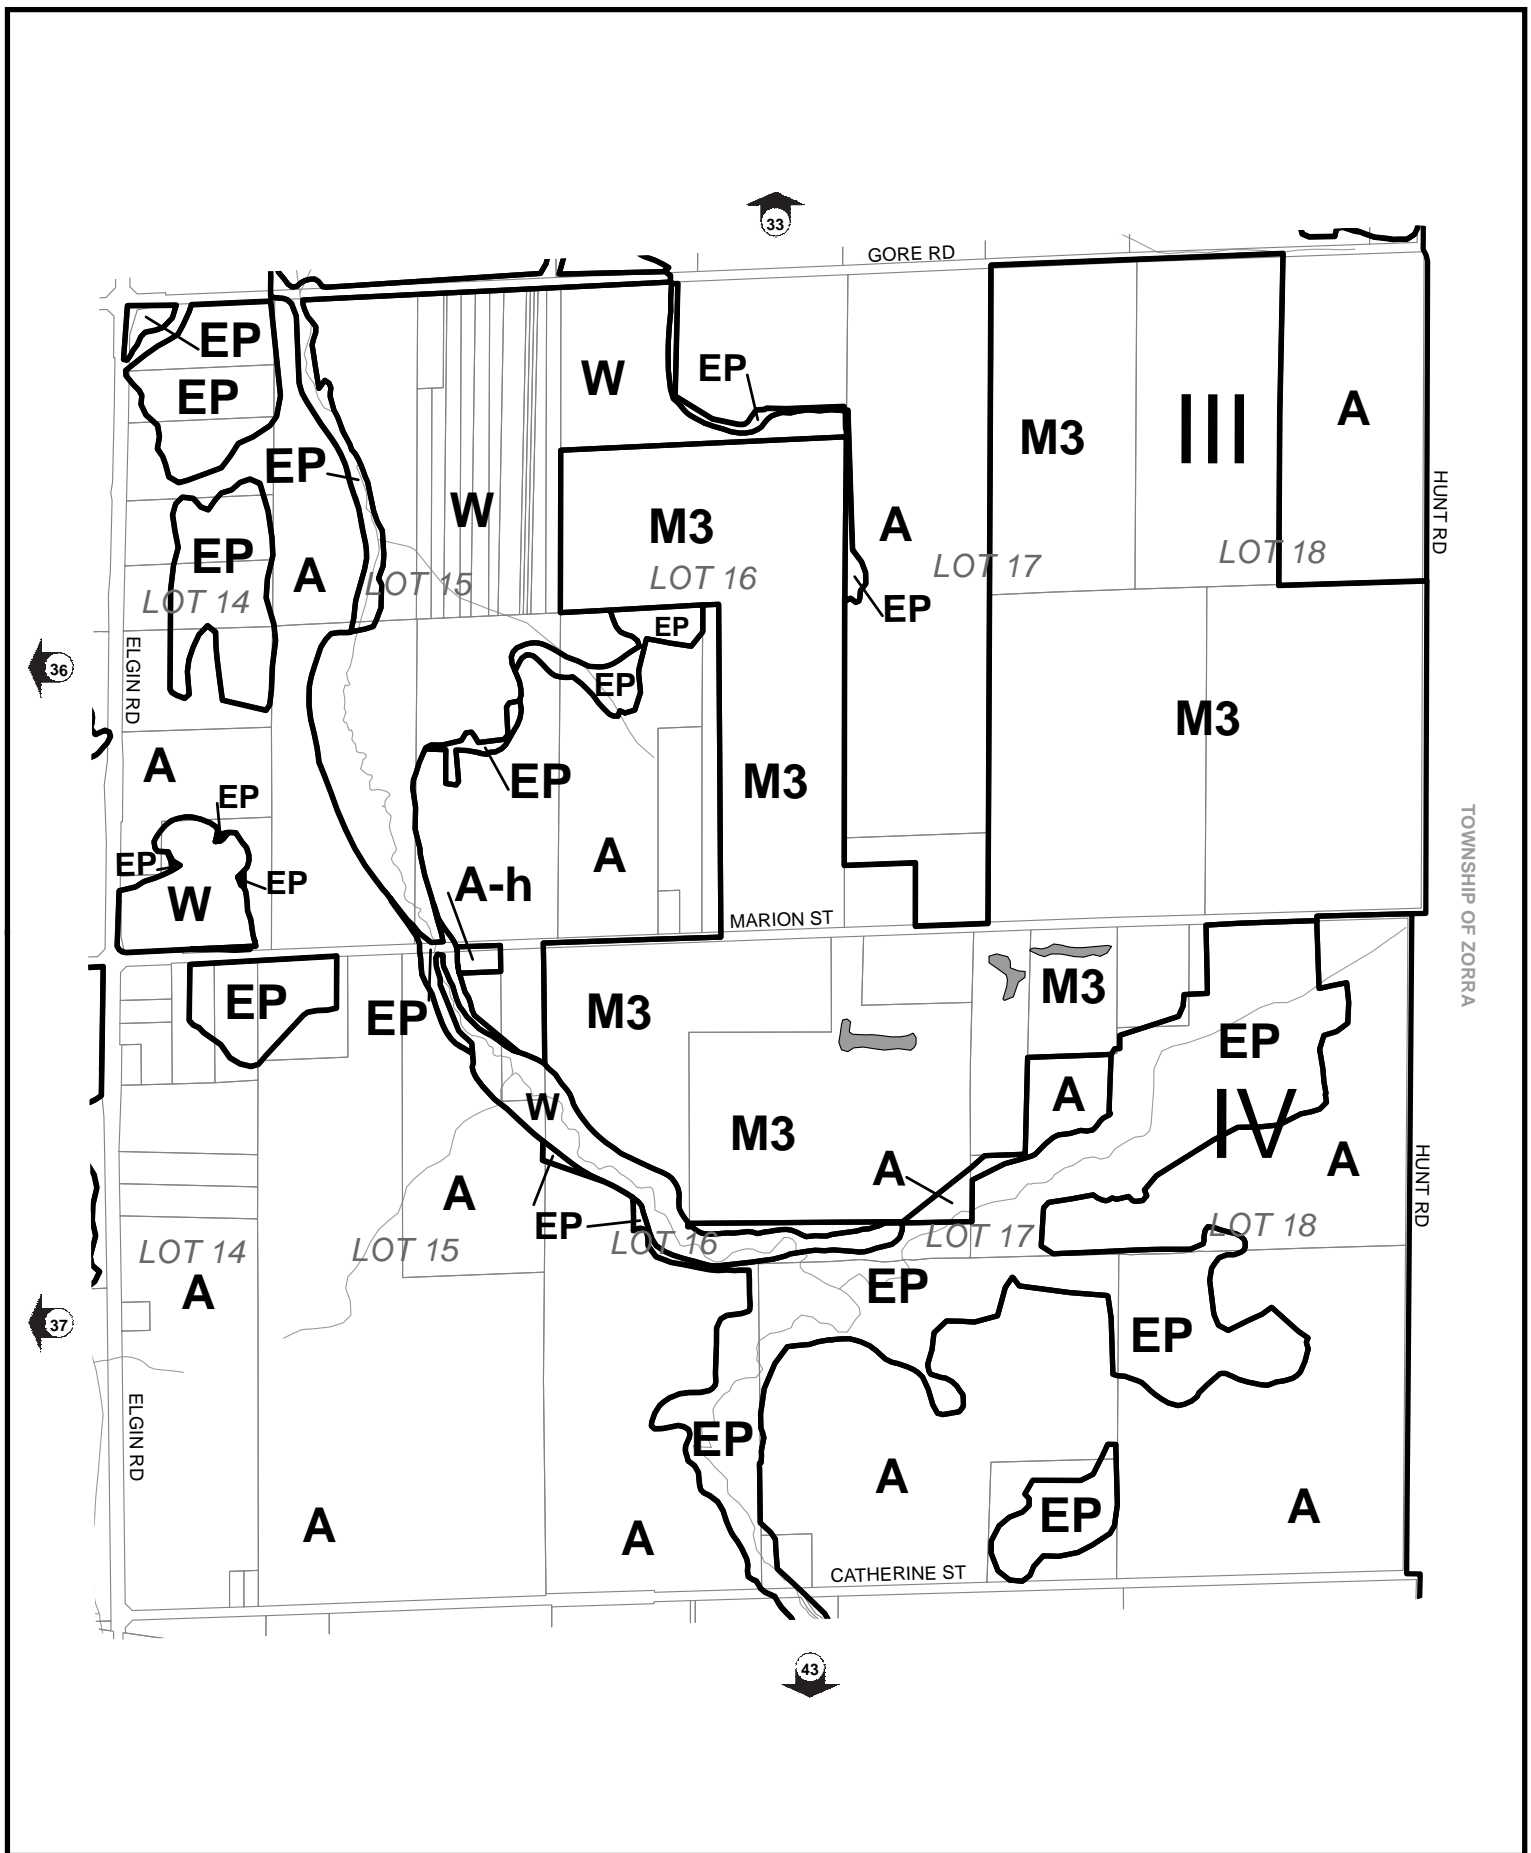 33
GORE RD
EP
EP
W
EP
M3
III
A
EP
W
M3
A
HUNT RD
EP
A
LOT 14
LOT 15
LOT 16
LOT 17
LOT 18
EP
EP
36
ELGIN RD
EP
M3
A
EP
M3
EP
A
EP
EP
W
A-h
MARION ST
TOWNSHIP OF ZORRA
EP
EP
M3
M3
EP
W
M3
A
IV
A
A
A
HUNT RD
EP
LOT 14
LOT 15
LOT 16
LOT 17
LOT 18
A
EP
EP
37
ELGIN RD
EP
A
EP
A
A
A
CATHERINE ST
43